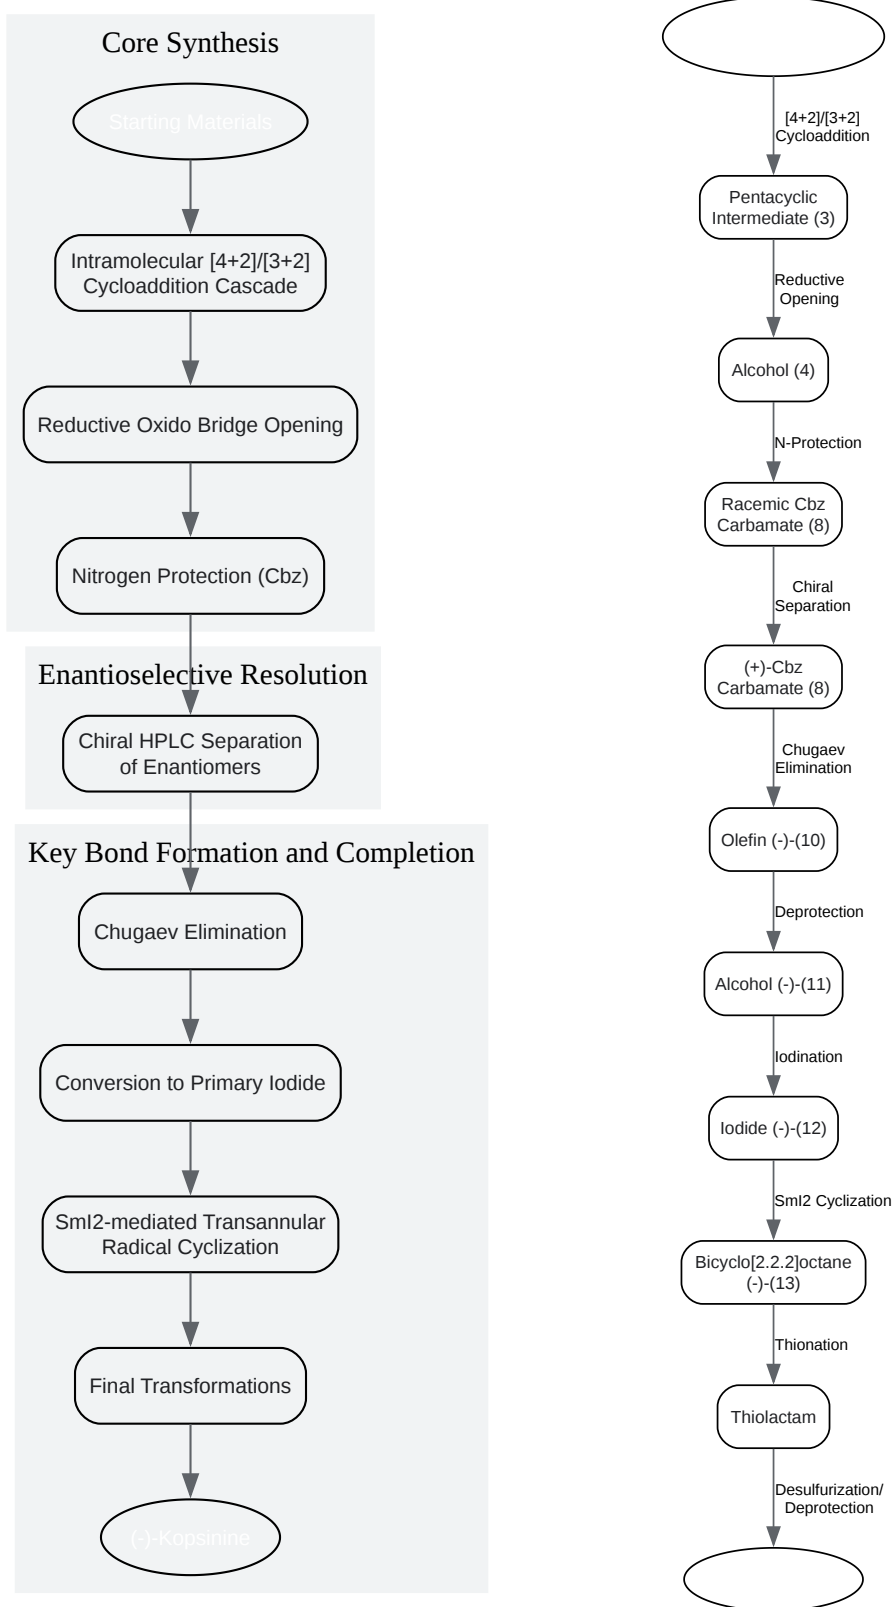 Core Synthesis
Starting Materials
Intramolecular [4+2]/[3+2]
Cycloaddition Cascade
Reductive Oxido Bridge Opening
Nitrogen Protection (Cbz)
Enantioselective Resolution
Chiral HPLC Separation
of Enantiomers
Key Bond Formation and Completion
Chugaev Elimination
Conversion to Primary Iodide
SmI2-mediated Transannular
Radical Cyclization
Final Transformations
(-)-Kopsinine
[4+2]/[3+2]
Cycloaddition
Pentacyclic
Intermediate (3)
Reductive
Opening
Alcohol (4)
N-Protection
Racemic Cbz
Carbamate (8)
Chiral
Separation
(+)-Cbz
Carbamate (8)
Chugaev
Elimination
Olefin (-)-(10)
Deprotection
Alcohol (-)-(11)
Iodination
Iodide (-)-(12)
SmI2 Cyclization
Bicyclo[2.2.2]octane
(-)-(13)
Thionation
Thiolactam
Desulfurization/
Deprotection